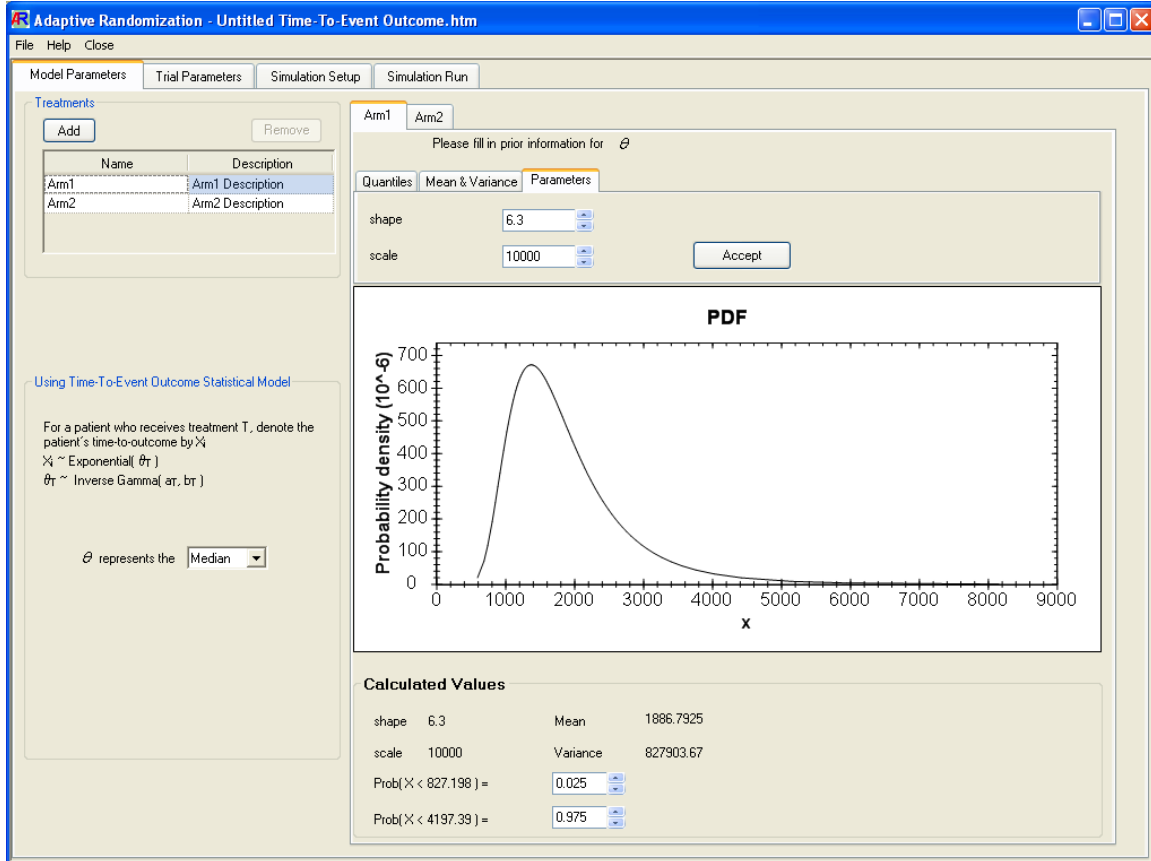 Adaptive Randomization - Untitled Time-To-Event Outcome.htm
File Help Close
Model Parameters Trial Parameters Simulation Setup Simulation Run
Treatments
Add Remove
Name Description
Arm1 Arm1 Description
Arm2 Arm2 Description
Using Time-To-Event Outcome Statistical Model
For a patient who receives treatment T, denote the
patient's time-to-outcome by Xi
Xi ~ Exponential( θT )
θT ~ Inverse Gamma( aT, bT )
θ represents the Median
Arm1 Arm2
Please fill in prior information for θ
Quantiles Mean & Variance Parameters
shape 6.3
scale 10000 Accept
PDF
Probability density (10^-6)
700
600
500
400
300
200
100
0
0 1000 2000 3000 4000 5000 6000 7000 8000 9000
x
Calculated Values
shape 6.3 Mean 1886.7925
scale 10000 Variance 827903.67
Prob( X < 827.198 ) = 0.025
Prob( X < 4197.39 ) = 0.975